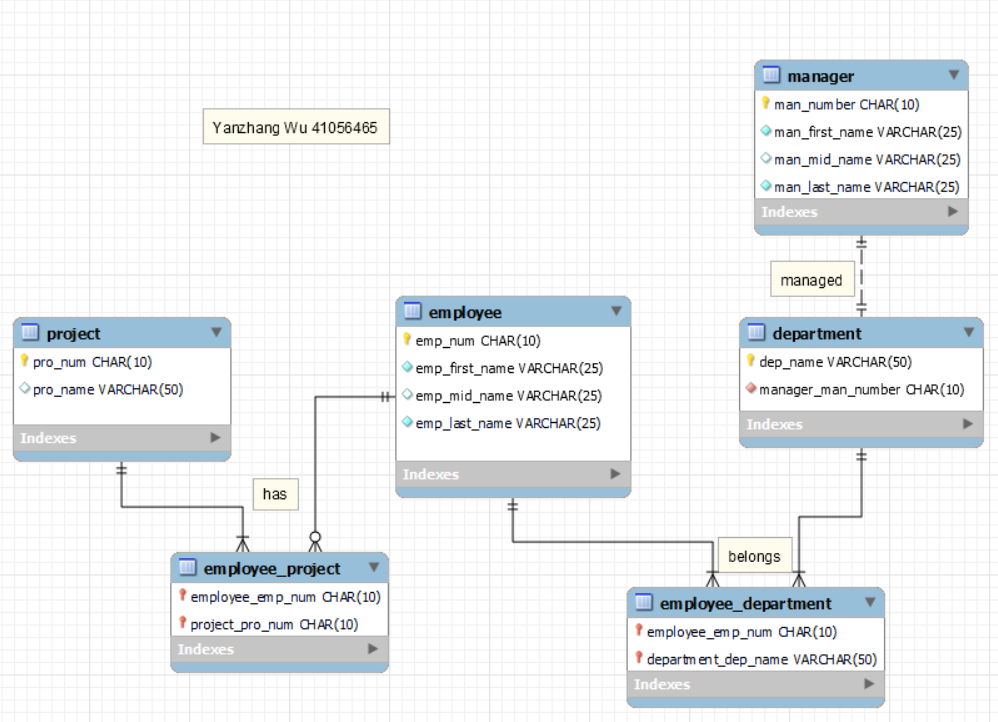 Yanzhang Wu 41056465
manager
man_number CHAR(10)
man_first_name VARCHAR(25)
man_mid_name VARCHAR(25)
man_last_name VARCHAR(25)
Indexes
managed
project
pro_num CHAR(10)
pro_name VARCHAR(50)
Indexes
employee
emp_num CHAR(10)
emp_first_name VARCHAR(25)
emp_mid_name VARCHAR(25)
emp_last_name VARCHAR(25)
Indexes
department
dep_name VARCHAR(50)
manager_man_number CHAR(10)
Indexes
has
belongs
employee_project
employee_emp_num CHAR(10)
project_pro_num CHAR(10)
Indexes
employee_department
employee_emp_num CHAR(10)
department_dep_name VARCHAR(50)
Indexes